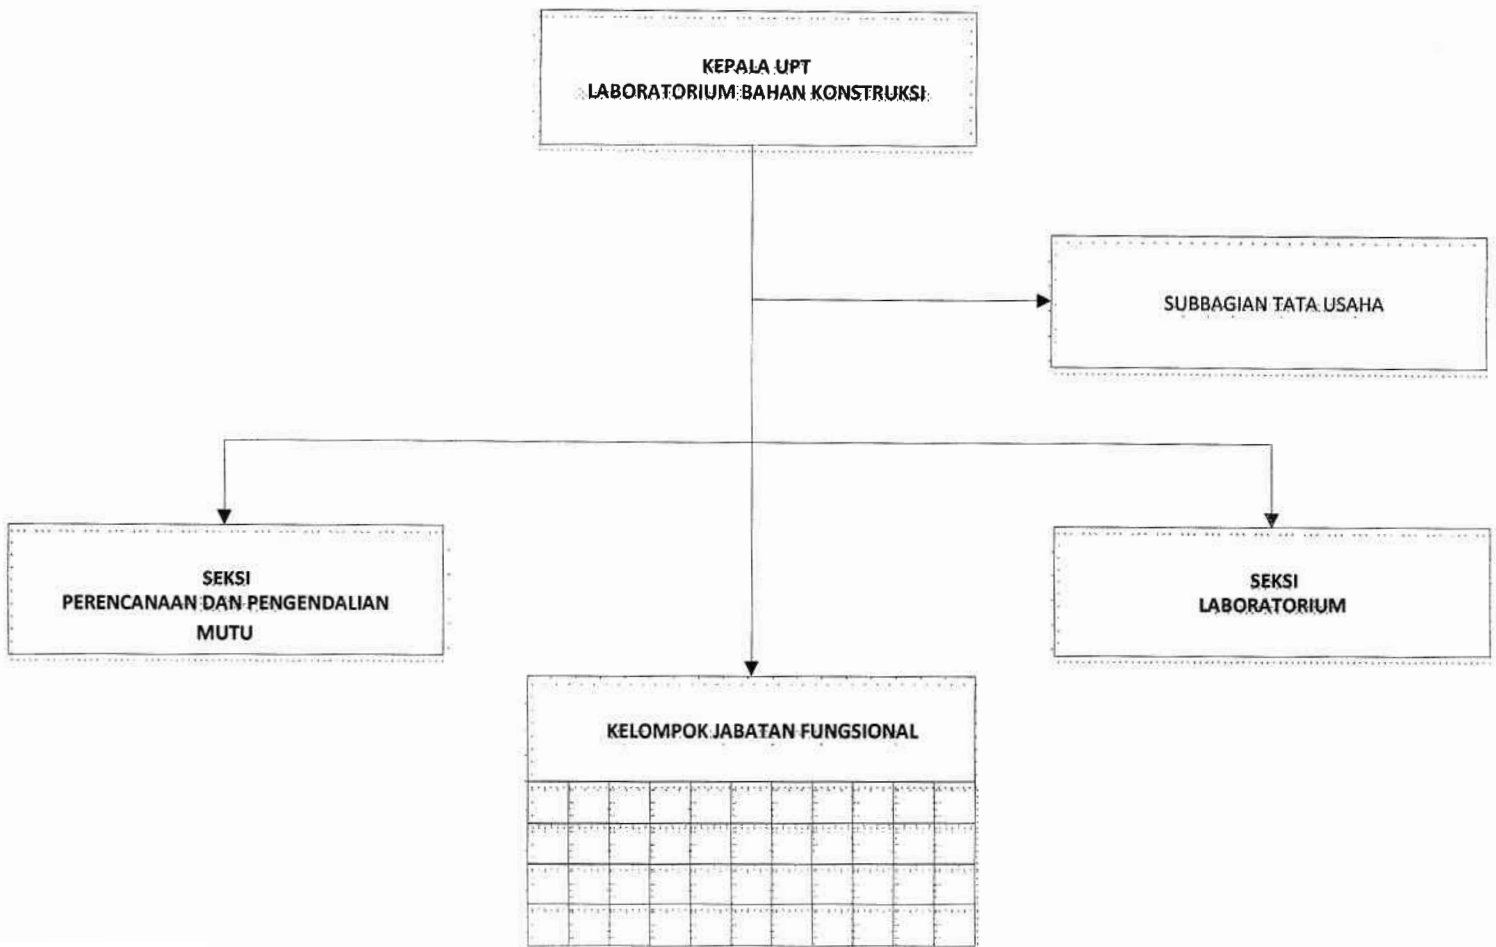 KEPALA UPT
LABORATORIUM BAHAN KONSTRUKSI
SUBBAGIAN TATA USAHA
SEKSI
PERENCANAAN DAN PENGENDALIAN
MUTU
SEKSI
LABORATORIUM
KELOMPOK JABATAN FUNGSIONAL